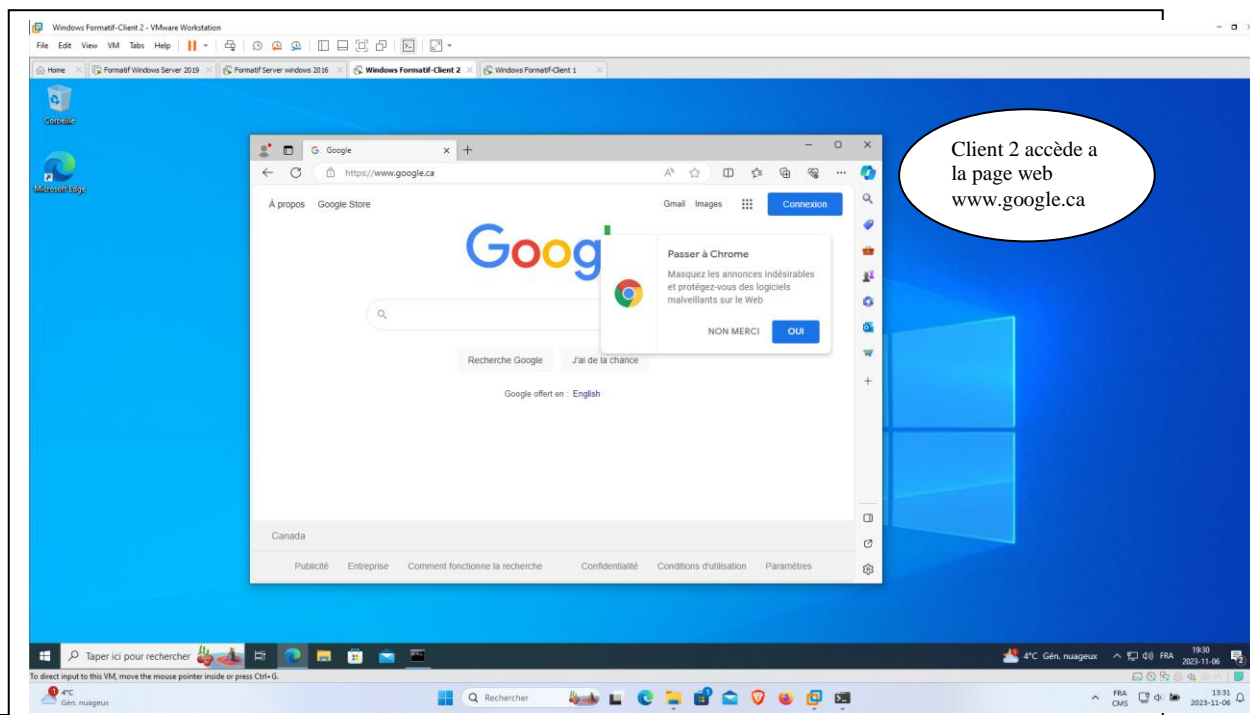 Windows Formatif-Client 2 - VMware Workstation
File Edit View VM Tabs Help
Home Formatif Windows Server 2019 Formatif Server windows 2016 Windows Formatif-Client 2 Windows Formatif-Client 1
Corbeille
Microsoft Edge
Google
https://www.google.ca
À propos Google Store Gmail Images Connexion
Goog
Passer à Chrome
Masquez les annonces indésirables
et protégez-vous des logiciels
malveillants sur le Web
NON MERCI OUI
Recherche Google J'ai de la chance
Google offert en : English
Canada
Publicité Entreprise Comment fonctionne la recherche Confidentialité Conditions d'utilisation Paramètres
Client 2 accède a
la page web
www.google.ca
Taper ici pour rechercher
4°C Gén. nuageux FRA 19:30
2023-11-06
2
To direct input to this VM, move the mouse pointer inside or press Ctrl+G.
4°C
Gén. nuageux
Rechercher
FRA
CMS
13:31
2023-11-06